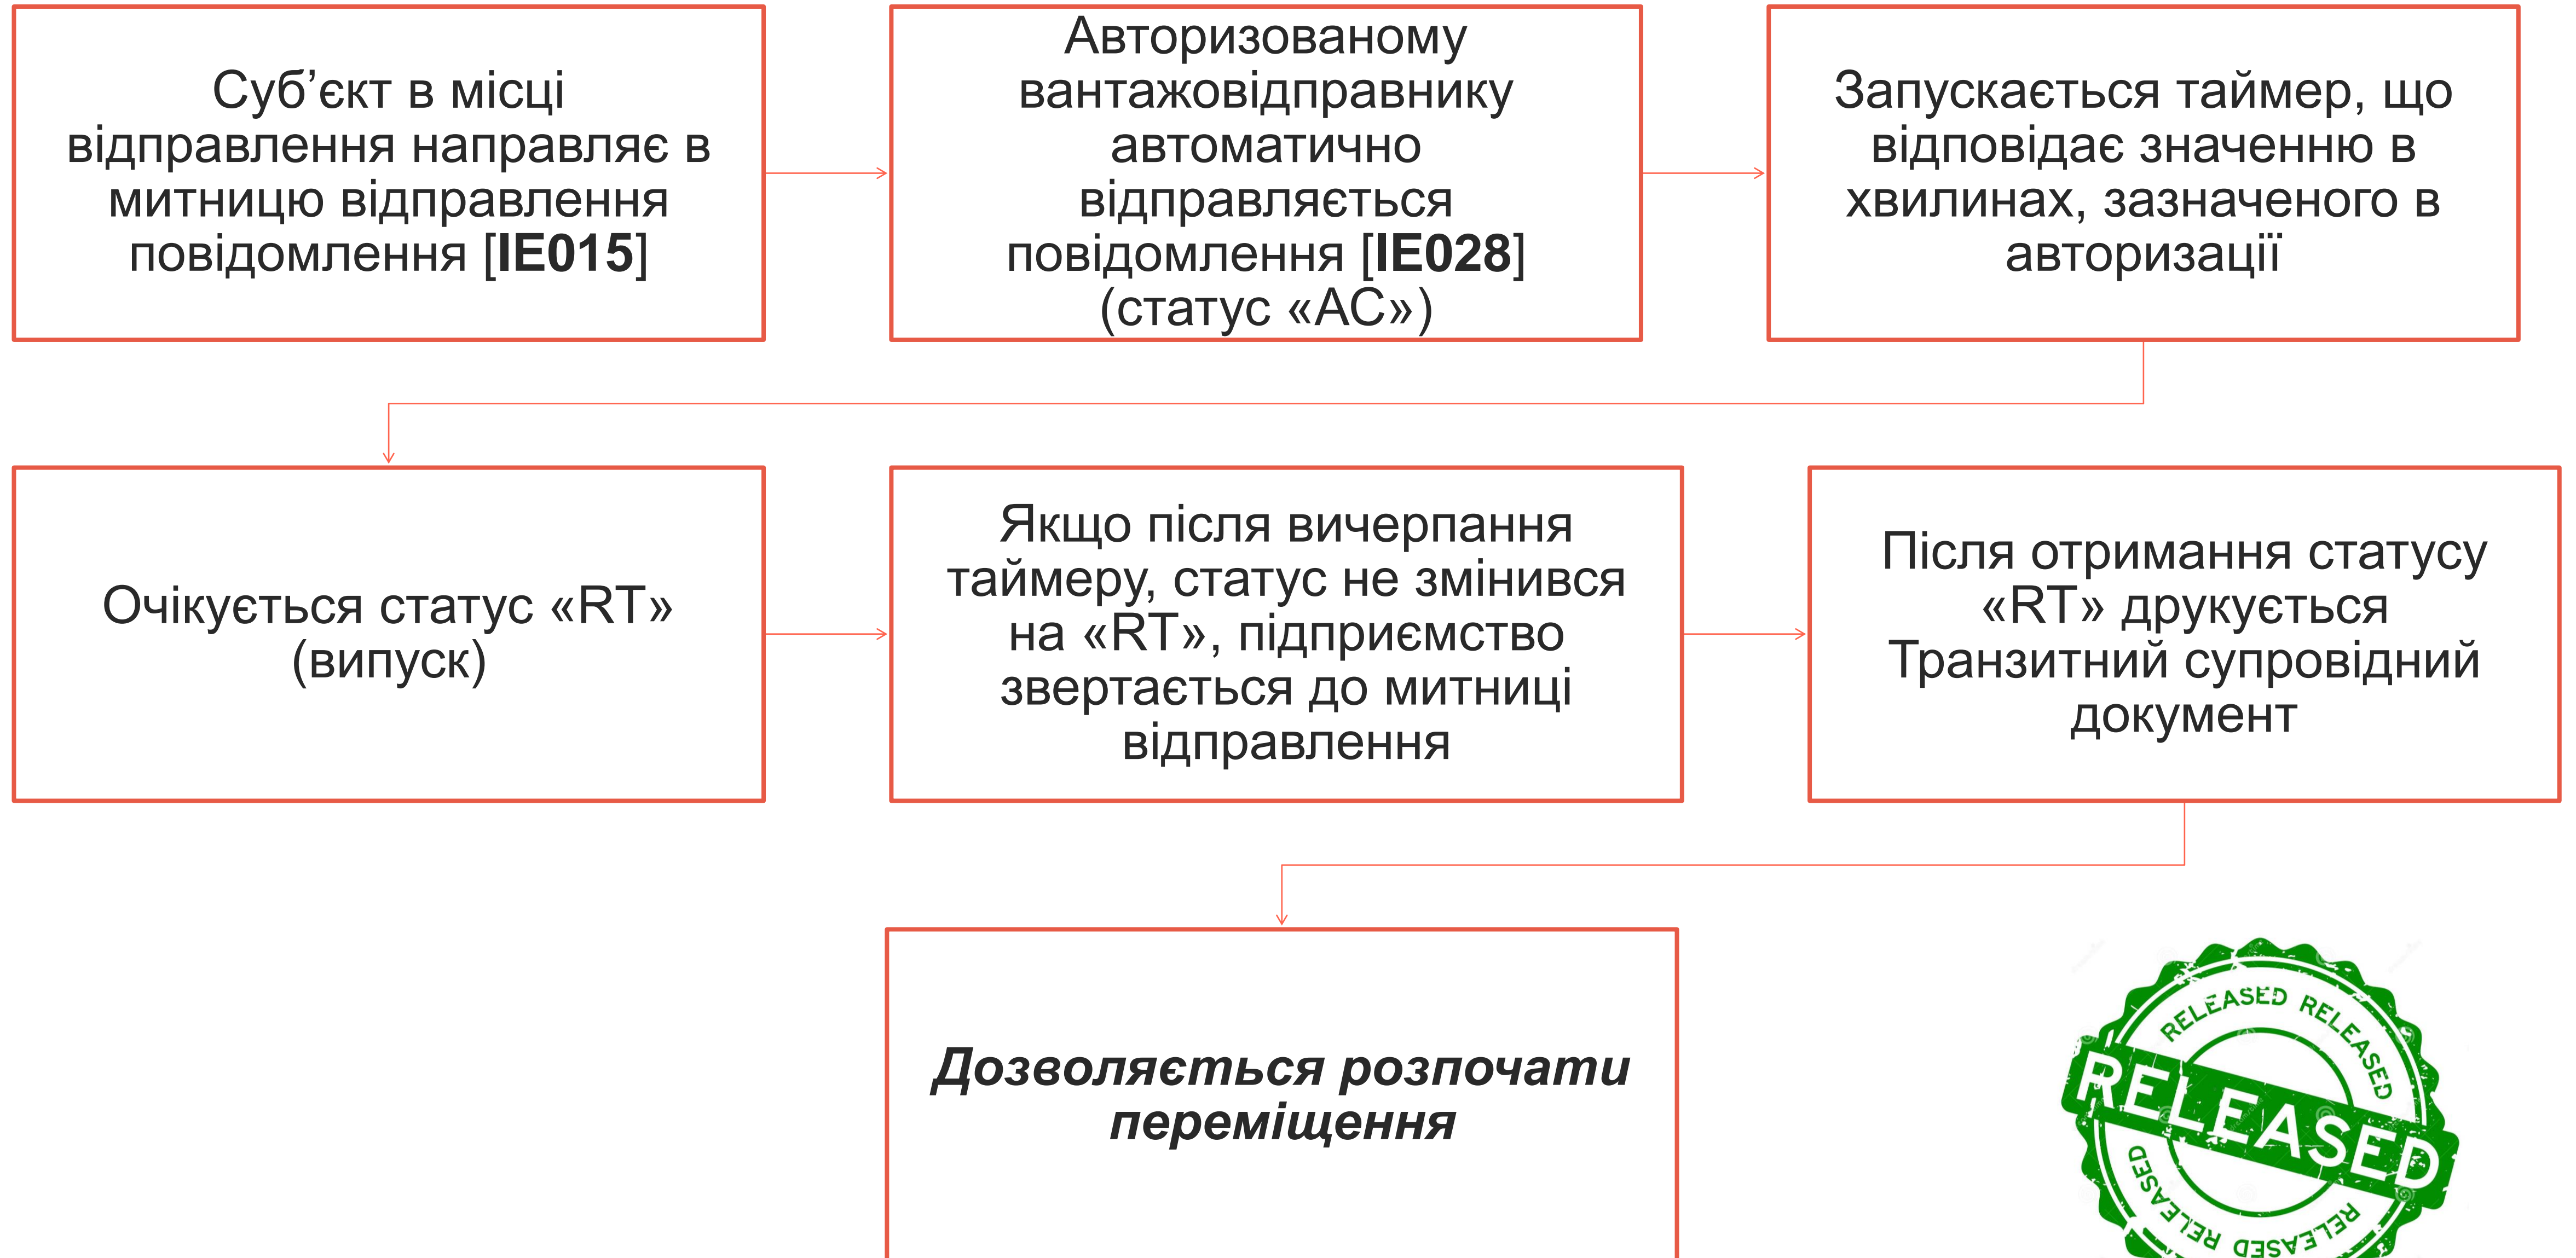 Суб’єкт в місці
відправлення направляє в
митницю відправлення
повідомлення [IE015]
Авторизованому
вантажовідправнику
автоматично
відправляється
повідомлення [IE028]
(статус «АС»)
Запускається таймер, що
відповідає значенню в
хвилинах, зазначеного в
авторизації
Очікується статус «RT»
(випуск)
Якщо після вичерпання
таймеру, статус не змінився
на «RT», підприємство
звертається до митниці
відправлення
Після отримання статусу
«RT» друкується
Транзитний супровідний
документ
Дозволяється розпочати
переміщення
RELEASED RELEASED
RELEASED
RELEASED RELEASED